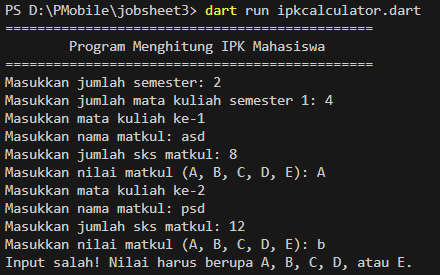 PS D:\PMobile\jobsheet3> dart run ipkcalculator.dart
==============================================
Program Menghitung IPK Mahasiswa
==============================================
Masukkan jumlah semester: 2
Masukkan jumlah mata kuliah semester 1: 4
Masukkan mata kuliah ke-1
Masukkan nama matkul: asd
Masukkan jumlah sks matkul: 8
Masukkan nilai matkul (A, B, C, D, E): A
Masukkan mata kuliah ke-2
Masukkan nama matkul: psd
Masukkan jumlah sks matkul: 12
Masukkan nilai matkul (A, B, C, D, E): b
Input salah! Nilai harus berupa A, B, C, D, atau E.